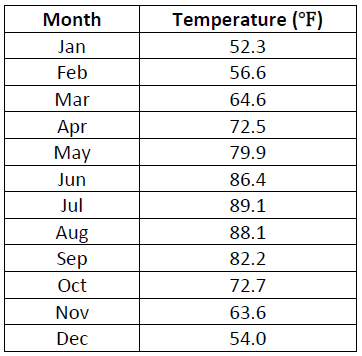 Month Temperature (°F)
Jan 52.3
Feb 56.6
Mar 64.6
Apr 72.5
May 79.9
Jun 86.4
Jul 89.1
Aug 88.1
Sep 82.2
Oct 72.7
Nov 63.6
Dec 54.0